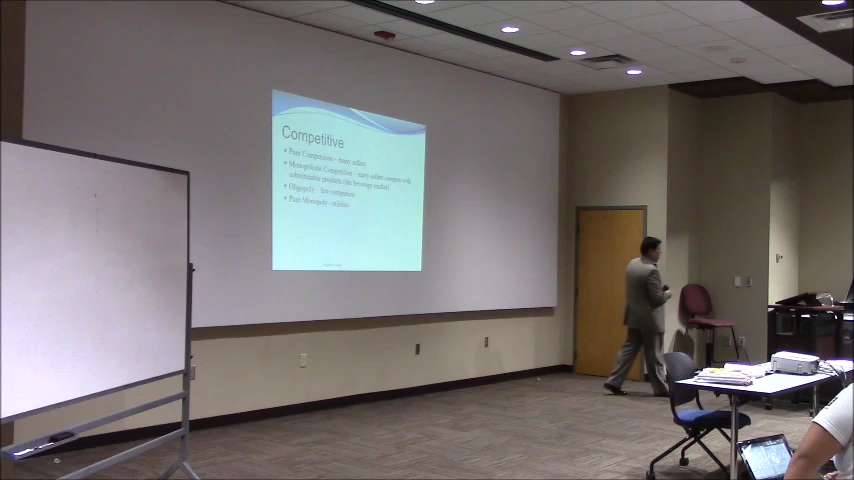 Competitive
• Pure Competition – many sellers
• Monopolistic Competition – many sellers compete with
substitutable products (the beverage market)
• Oligopoly – few companies
• Pure Monopoly - utilities